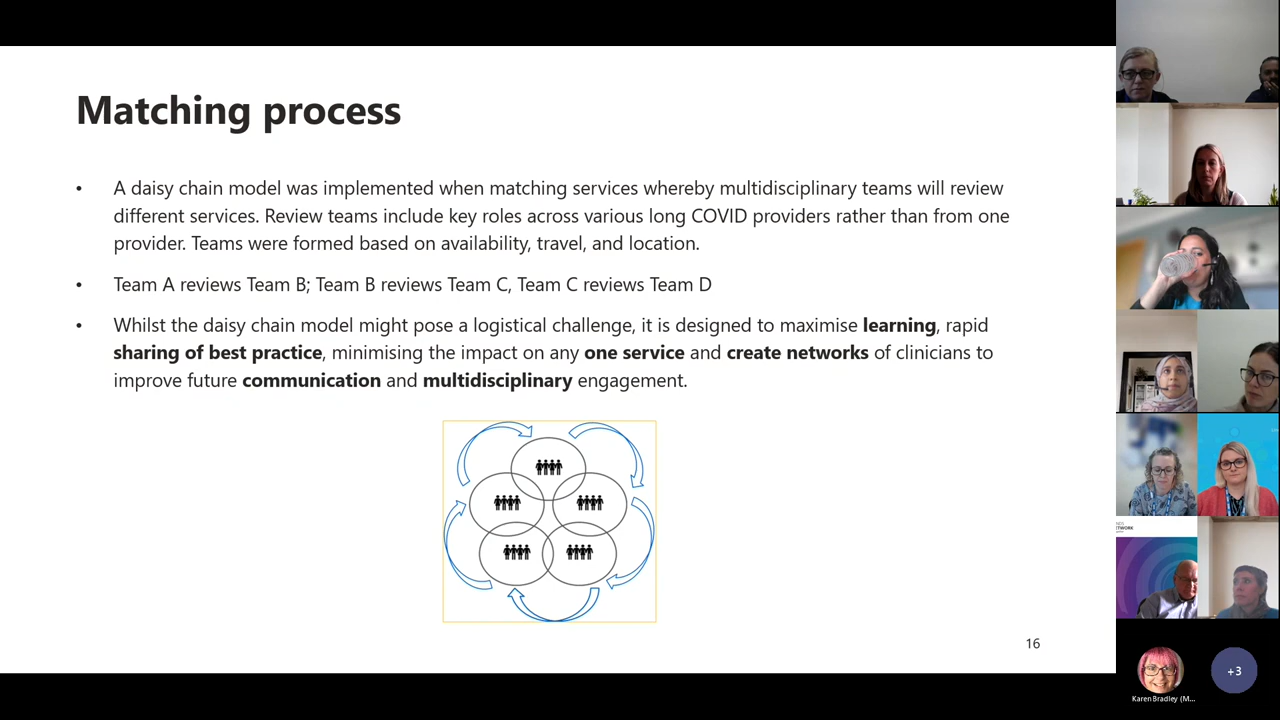 Matching process
• A daisy chain model was implemented when matching services whereby multidisciplinary teams will review
different services. Review teams include key roles across various long COVID providers rather than from one
provider. Teams were formed based on availability, travel, and location.
• Team A reviews Team B; Team B reviews Team C, Team C reviews Team D
• Whilst the daisy chain model might pose a logistical challenge, it is designed to maximise learning, rapid
sharing of best practice, minimising the impact on any one service and create networks of clinicians to
improve future communication and multidisciplinary engagement.
16
Karen Bradley (M...
+3